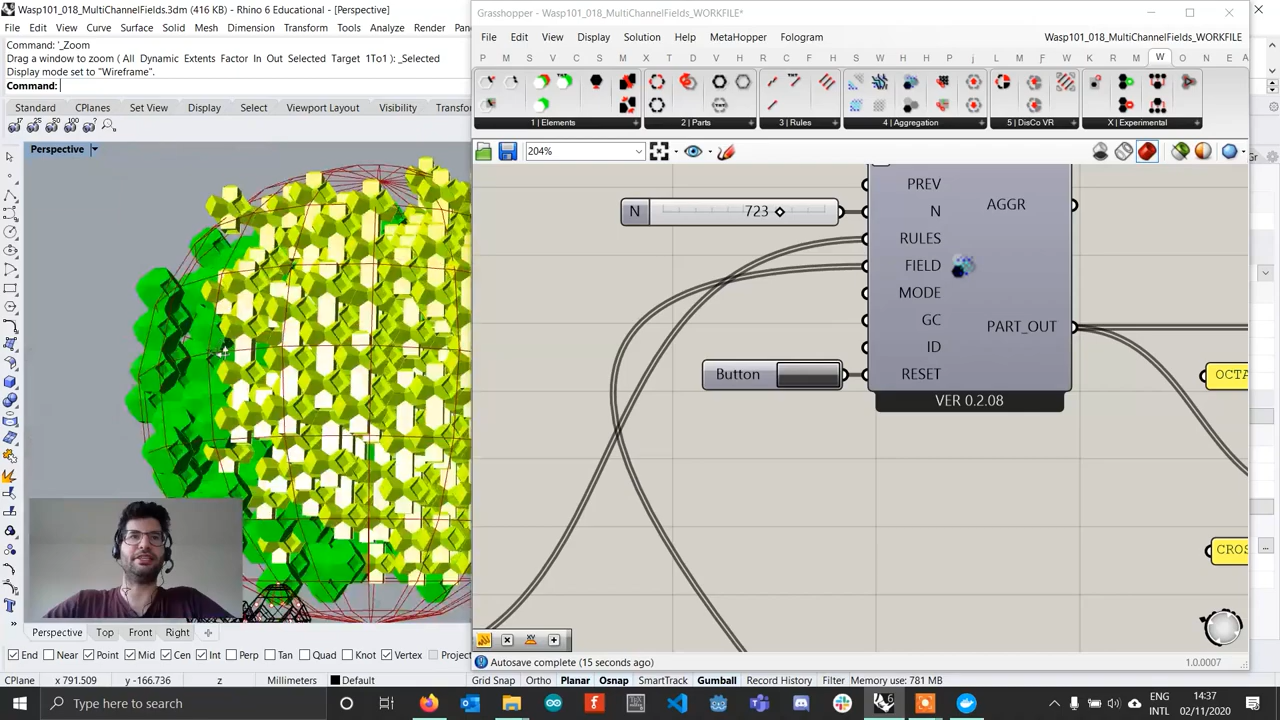 Wasp101_018_MultiChannelFields.3dm (416 KB) - Rhino 6 Educational - [Perspective]
File Edit View Curve Surface Solid Mesh Dimension Transform Tools Analyze Render
Command: '_Zoom
Drag a window to zoom ( All Dynamic Extents Factor In Out Selected Target 1To1 ): _Selected
Display mode set to "Wireframe".
Command:
Standard CPlanes Set View Display Select Viewport Layout Visibility
Perspective
Grasshopper - Wasp101_018_MultiChannelFields_WORKFILE*
File Edit View Display Solution Help MetaHopper Fologram Wasp101_018_MultiChannelFields_WORKFILE
1 | Elements 2 | Parts 3 | Rules 4 | Aggregation 5 | DisCo VR X | Experimental
204%
PREV
N 723 N
AGGR
RULES
FIELD
MODE
GC
PART_OUT
ID
Button RESET
VER 0.2.08
OCTA
CROS
Perspective Top Front Right
Autosave complete (15 seconds ago) 1.0.0007
End Near Point Mid Cen Int Perp Tan Quad Knot Vertex Project
CPlane x 791.509 y -166.736 z Millimeters Default Grid Snap Ortho Planar Osnap SmartTrack Gumball Record History Filter Memory use: 781 MB
Type here to search
ENG
14:37
02/11/2020